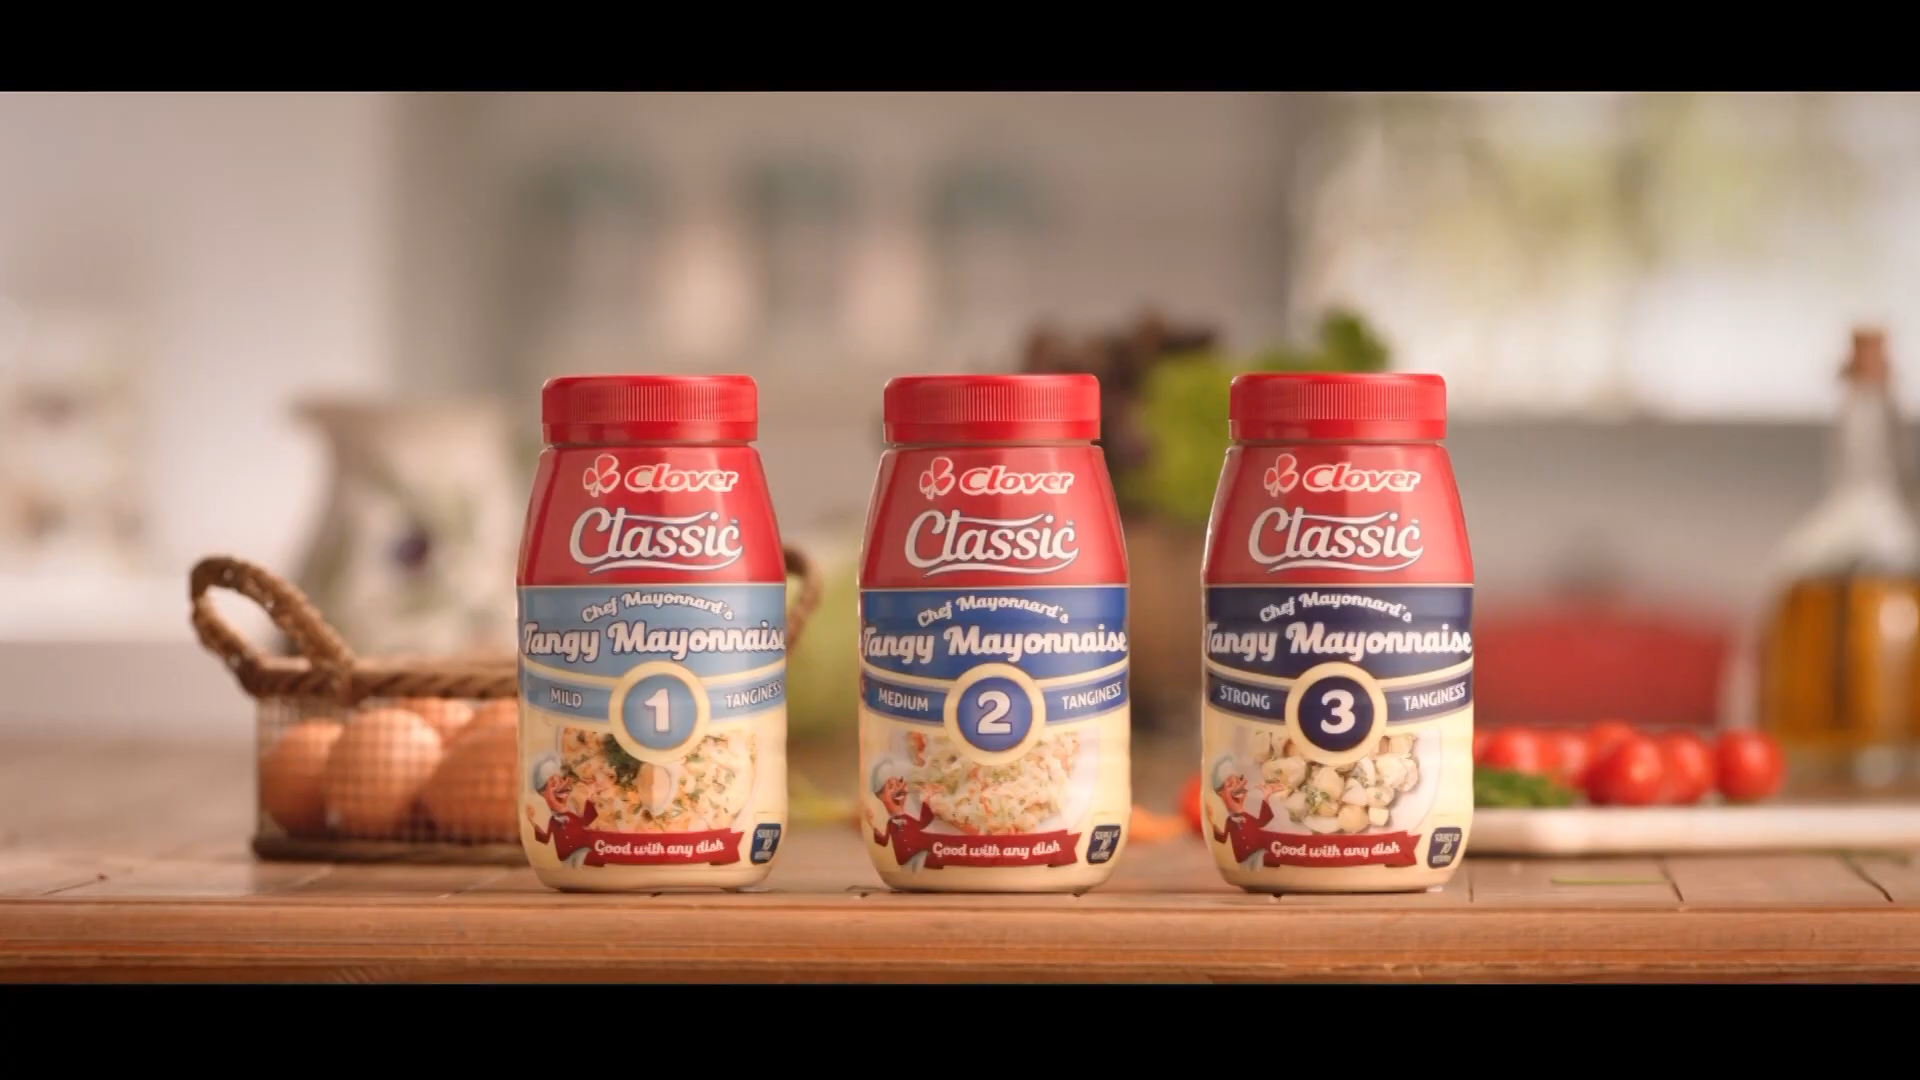 Clover
Classic
Chef Mayonnard's
Tangy Mayonnaise
MILD 1 TANGINESS
Good with any dish
Clover
Classic
Chef Mayonnard's
Tangy Mayonnaise
MEDIUM 2 TANGINESS
Good with any dish
Clover
Classic
Chef Mayonnard's
Tangy Mayonnaise
STRONG 3 TANGINESS
Good with any dish